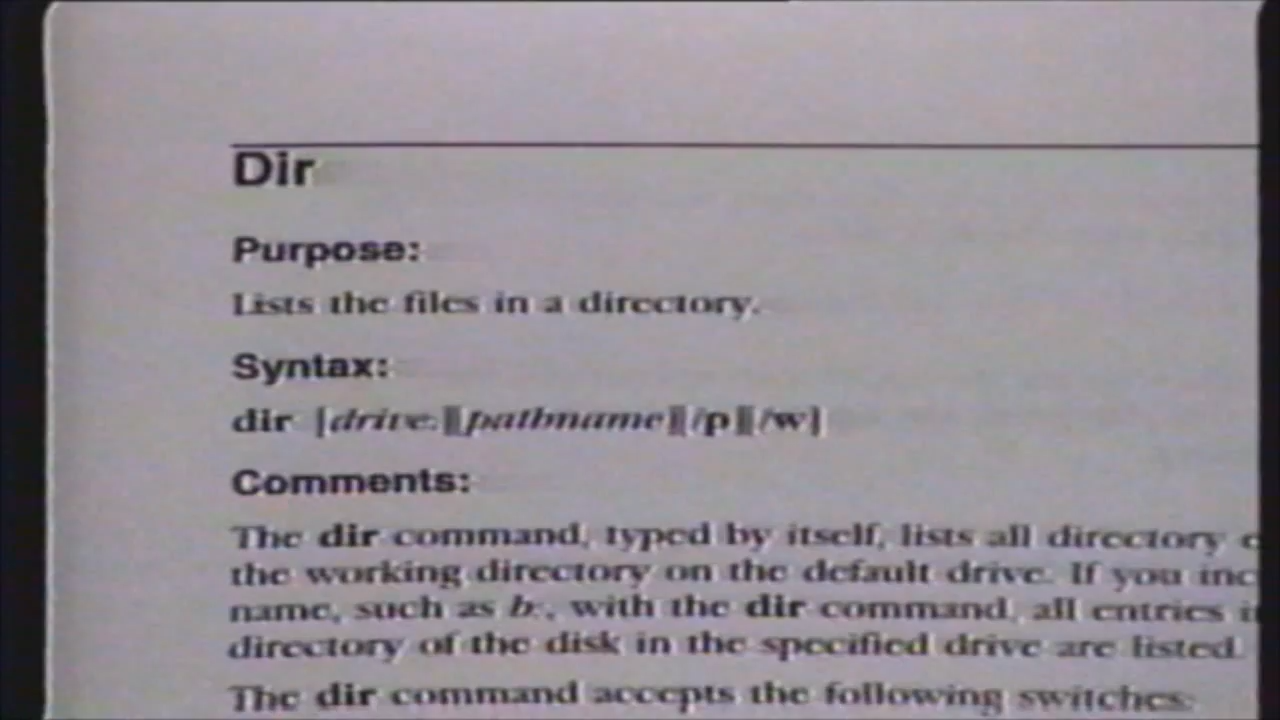 Dir
Purpose:
Lists the files in a directory.
Syntax:
dir [drive:][pathname][/p][/w]
Comments:
The dir command, typed by itself, lists all directory
the working directory on the default drive. If you inc
name, such as b:, with the dir command, all entries
directory of the disk in the specified drive are listed.
The dir command accepts the following switches: